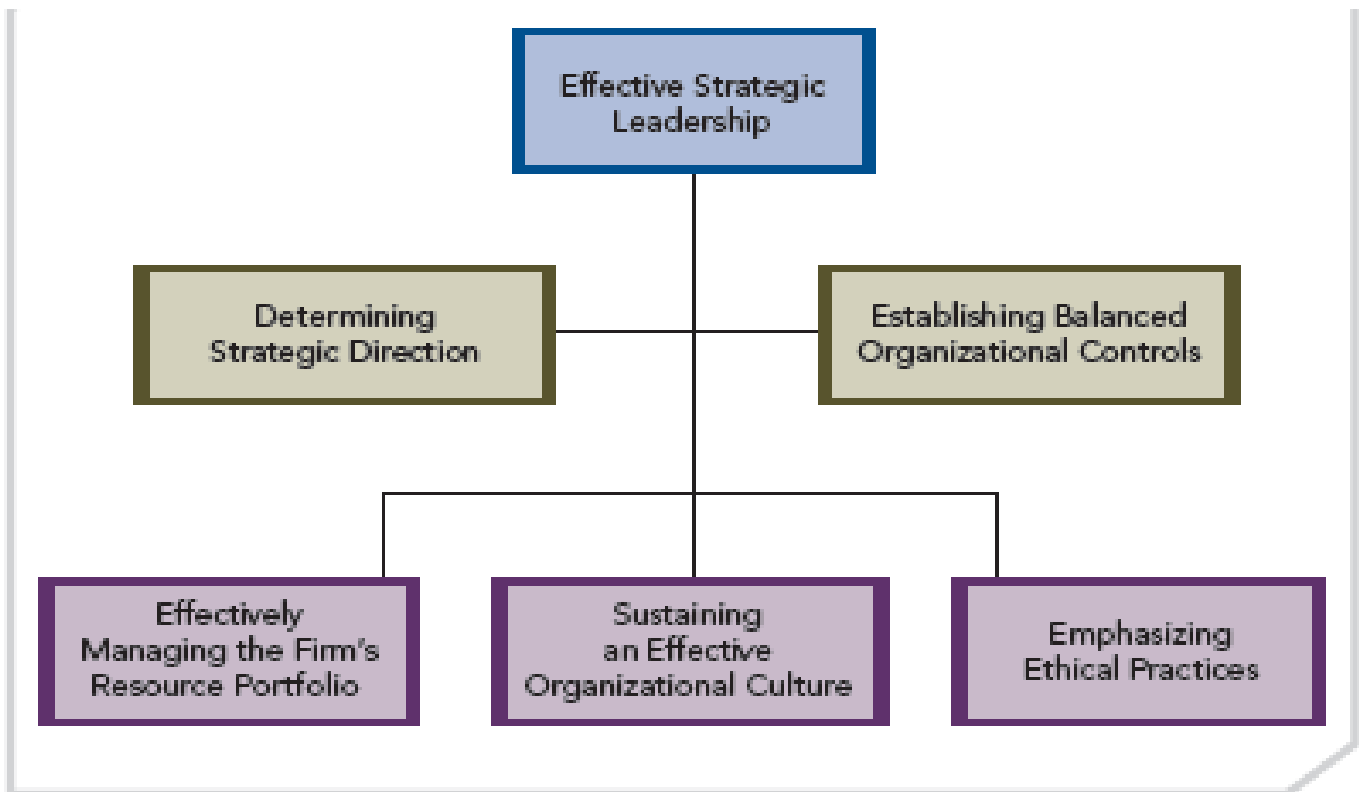 Effective Strategic
Leadership
Determining
Strategic Direction
Establishing Balanced
Organizational Controls
Effectively
Managing the Firm's
Resource Portfolio
Sustaining
an Effective
Organizational Culture
Emphasizing
Ethical Practices